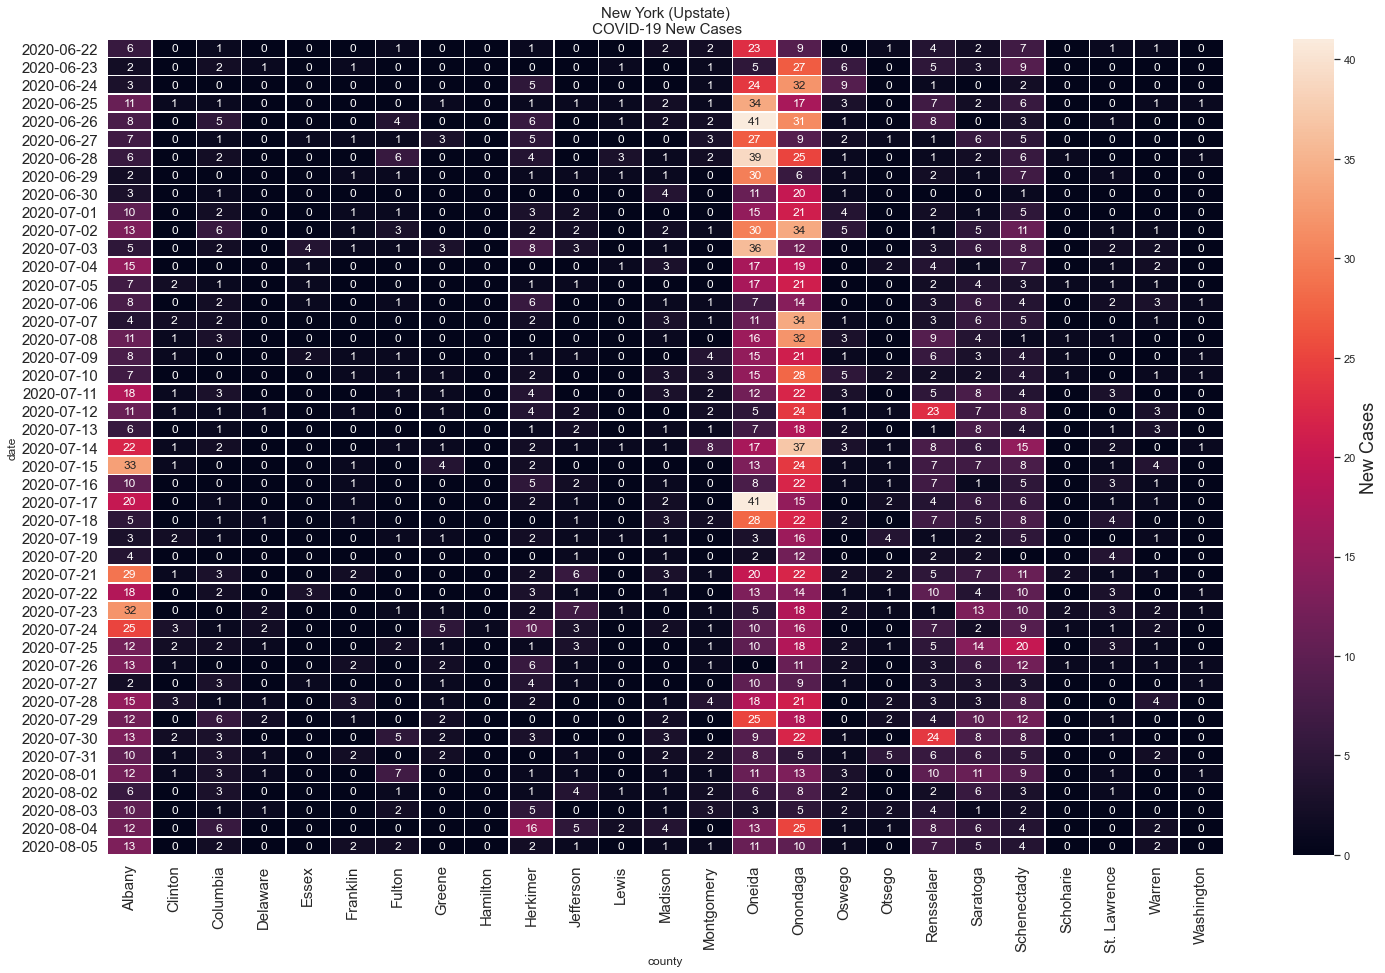 New York (Upstate)
COVID-19 New Cases
2020-06-22 6 0 1 0 0 0 1 0 0 1 0 0 2 2 23 9 0 1 4 2 7 0 1 1 0
2020-06-23 2 0 2 1 0 1 0 0 0 0 0 1 0 1 5 27 6 0 5 3 9 0 0 0 0
2020-06-24 3 0 0 0 0 0 0 0 0 5 0 0 0 1 24 32 9 0 1 0 2 0 0 0 0
2020-06-25 11 1 1 0 0 0 0 1 0 1 1 1 2 1 34 17 3 0 7 2 6 0 0 1 1
2020-06-26 8 0 5 0 0 0 4 0 0 6 0 1 2 2 41 31 1 0 8 0 3 0 1 0 0
2020-06-27 7 0 1 0 1 1 1 3 0 5 0 0 0 3 27 9 2 1 1 6 5 0 0 0 0
2020-06-28 6 0 2 0 0 0 6 0 0 4 0 3 1 2 39 25 1 0 1 2 6 1 0 0 1
2020-06-29 2 0 0 0 0 1 1 0 0 1 1 1 1 0 30 6 1 0 2 1 7 0 1 0 0
2020-06-30 3 0 1 0 0 0 0 0 0 0 0 0 4 0 11 20 1 0 0 0 1 0 0 0 0
2020-07-01 10 0 2 0 0 1 1 0 0 3 2 0 0 0 15 21 4 0 2 1 5 0 0 0 0
2020-07-02 13 0 6 0 0 1 3 0 0 2 2 0 2 1 30 34 5 0 1 5 11 0 1 1 0
2020-07-03 5 0 2 0 4 1 1 3 0 8 3 0 1 0 36 12 0 0 3 6 8 0 2 2 0
2020-07-04 15 0 0 0 1 0 0 0 0 0 0 1 3 0 17 19 0 2 4 1 7 0 1 2 0
2020-07-05 7 2 1 0 1 0 0 0 0 1 1 0 0 0 17 21 0 0 2 4 3 1 1 1 0
2020-07-06 8 0 2 0 1 0 1 0 0 6 0 0 1 1 7 14 0 0 3 6 4 0 2 3 1
2020-07-07 4 2 2 0 0 0 0 0 0 2 0 0 3 1 11 34 1 0 3 6 5 0 0 1 0
2020-07-08 11 1 3 0 0 0 0 0 0 0 0 0 1 0 16 32 3 0 9 4 1 1 1 0 0
2020-07-09 8 1 0 0 2 1 1 0 0 1 1 0 0 4 15 21 1 0 6 3 4 1 0 0 1
2020-07-10 7 0 0 0 0 1 1 1 0 2 0 0 3 3 15 28 5 2 2 2 4 1 0 1 1
2020-07-11 18 1 3 0 0 0 1 1 0 4 0 0 3 2 12 22 3 0 5 8 4 0 3 0 0
2020-07-12 11 1 1 1 0 1 0 1 0 4 2 0 0 2 5 24 1 1 23 7 8 0 0 3 0
2020-07-13 6 0 1 0 0 0 0 0 0 1 2 0 1 1 7 18 2 0 1 8 4 0 1 3 0
2020-07-14 22 1 2 0 0 0 1 1 0 2 1 1 1 8 17 37 3 1 8 6 15 0 2 0 1
2020-07-15 33 1 0 0 0 1 0 4 0 2 0 0 0 0 13 24 1 1 7 7 8 0 1 4 0
2020-07-16 10 0 1 0 0 1 0 0 0 5 2 0 1 0 8 22 1 1 7 1 5 0 3 1 0
2020-07-17 20 0 1 0 0 1 0 0 0 2 1 0 2 0 41 15 0 2 4 6 6 0 1 1 0
2020-07-18 5 0 1 1 0 1 0 0 0 0 1 0 3 2 28 22 2 0 7 5 8 0 4 0 0
2020-07-19 3 2 1 0 0 0 1 1 0 2 1 1 1 0 3 16 0 4 1 2 5 0 0 1 0
2020-07-20 4 0 0 0 0 0 0 0 0 0 0 0 1 0 2 12 0 0 2 2 0 0 4 0 0
2020-07-21 29 1 3 0 0 2 0 0 0 2 6 0 3 1 20 22 2 2 5 7 11 2 1 1 0
2020-07-22 18 0 2 0 3 0 0 0 0 3 1 0 1 0 13 14 1 1 10 4 10 0 3 0 1
2020-07-23 32 0 0 2 0 0 1 1 0 2 7 1 0 1 5 18 2 1 1 13 10 2 3 2 1
2020-07-24 25 3 1 2 0 0 0 5 1 10 3 0 2 1 10 16 0 0 7 2 9 1 1 2 0
2020-07-25 12 2 2 1 0 0 2 1 0 1 3 0 0 1 10 18 2 1 5 14 20 0 3 1 0
2020-07-26 13 1 0 0 0 2 0 2 0 6 1 0 0 1 0 11 2 0 3 6 12 1 1 1 1
2020-07-27 2 0 3 0 1 0 0 1 0 4 1 0 0 0 10 9 1 0 3 3 3 0 0 0 1
2020-07-28 15 3 1 1 0 3 0 1 0 2 0 0 1 4 18 21 0 2 3 3 8 0 0 4 0
2020-07-29 12 0 6 2 0 1 0 2 0 0 0 0 2 0 25 18 0 2 4 10 12 0 1 0 0
2020-07-30 13 2 3 0 0 0 5 2 0 3 0 0 3 0 9 22 1 0 24 8 8 0 1 0 0
2020-07-31 10 1 3 1 0 2 0 2 0 0 1 0 2 2 8 5 1 5 6 6 5 0 0 2 0
2020-08-01 12 1 3 1 0 0 7 0 0 1 1 0 1 1 11 13 3 0 10 11 9 0 1 0 1
2020-08-02 6 0 3 0 0 1 0 0 0 1 4 1 1 2 6 8 2 0 2 6 3 0 1 0 0
2020-08-03 10 0 1 1 0 0 2 0 0 5 0 0 1 3 3 5 2 2 4 1 2 0 0 0 0
2020-08-04 12 0 6 0 0 0 0 0 0 16 5 2 4 0 13 25 1 1 8 6 4 0 0 2 0
2020-08-05 13 0 2 0 0 2 2 0 0 2 1 0 1 1 11 10 1 0 7 5 4 0 0 2 0
date
Albany Clinton Columbia Delaware Essex Franklin Fulton Greene Hamilton Herkimer Jefferson Lewis Madison Montgomery Oneida Onondaga Oswego Otsego Rensselaer Saratoga Schenectady Schoharie St. Lawrence Warren Washington
county
40
35
30
25
20
15
10
5
0
New Cases